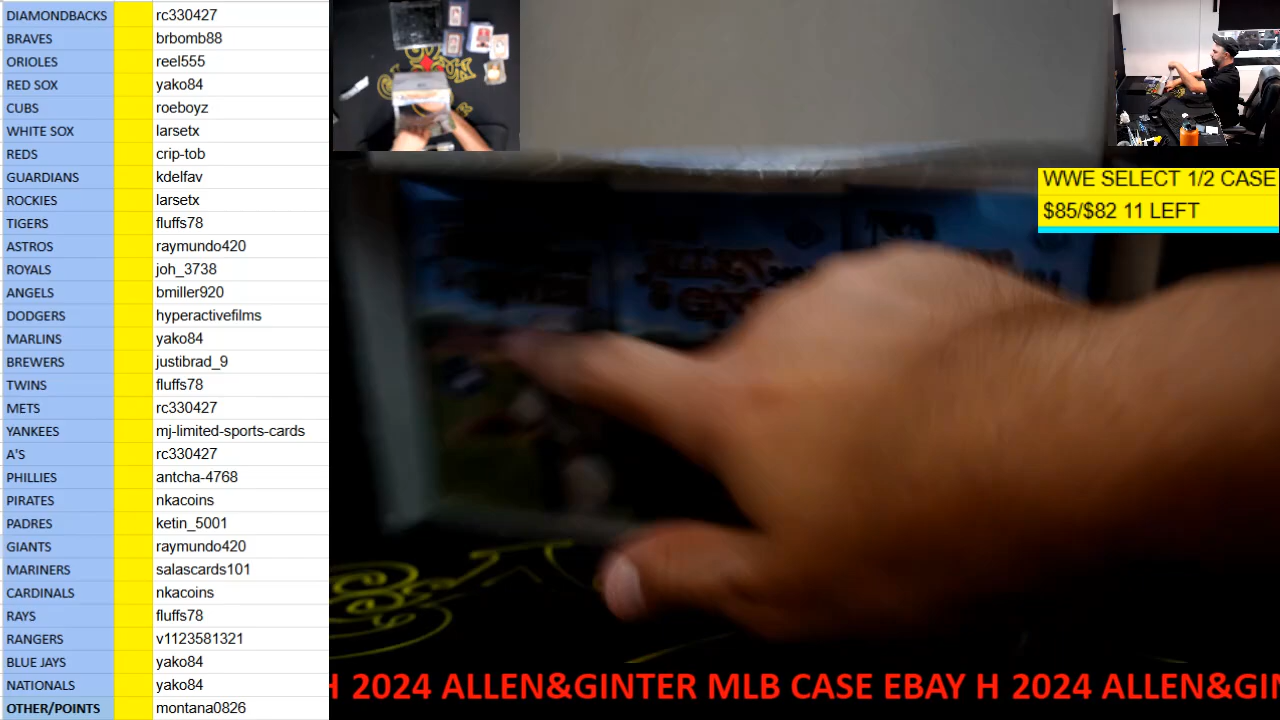 DIAMONDBACKS rc330427
BRAVES brbomb88
ORIOLES reel555
RED SOX yako84
CUBS roeboyz
WHITE SOX larsetx
REDS crip-tob
GUARDIANS kdelfav
ROCKIES larsetx
TIGERS fluffs78
ASTROS raymundo420
ROYALS joh_3738
ANGELS bmiller920
DODGERS hyperactivefilms
MARLINS yako84
BREWERS justibrad_9
TWINS fluffs78
METS rc330427
YANKEES mj-limited-sports-cards
A'S rc330427
PHILLIES antcha-4768
PIRATES nkacoins
PADRES ketin_5001
GIANTS raymundo420
MARINERS salascards101
CARDINALS nkacoins
RAYS fluffs78
RANGERS v1123581321
BLUE JAYS yako84
NATIONALS yako84
OTHER/POINTS montana0826
WWE SELECT 1/2 CASE
$85/$82 11 LEFT
H 2024 ALLEN&GINTER MLB CASE EBAY H 2024 ALLEN&GIN